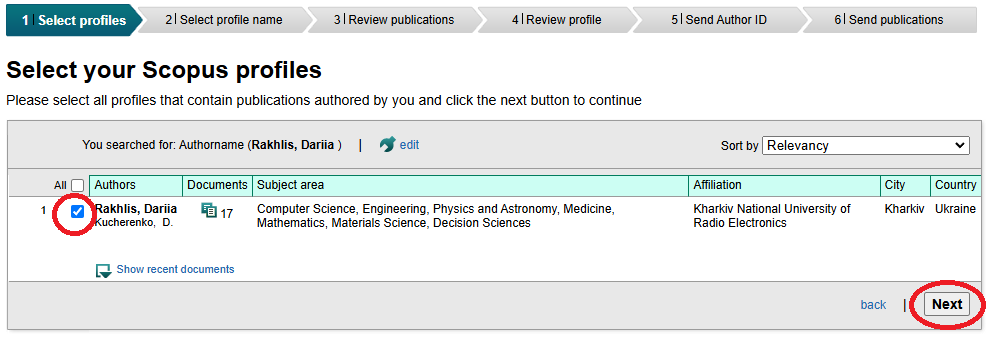 1 Select profiles 2 Select profile name 3 Review publications 4 Review profile 5 Send Author ID 6 Send publications
Select your Scopus profiles
Please select all profiles that contain publications authored by you and click the next button to continue
You searched for: Authorname (Rakhlis, Dariia ) | edit Sort by Relevancy
All Authors Documents Subject area Affiliation City Country
1 Rakhlis, Dariia 17 Computer Science, Engineering, Physics and Astronomy, Medicine, Kharkiv National University of Kharkiv Ukraine
Kucherenko, D. Mathematics, Materials Science, Decision Sciences Radio Electronics
Show recent documents
back | Next